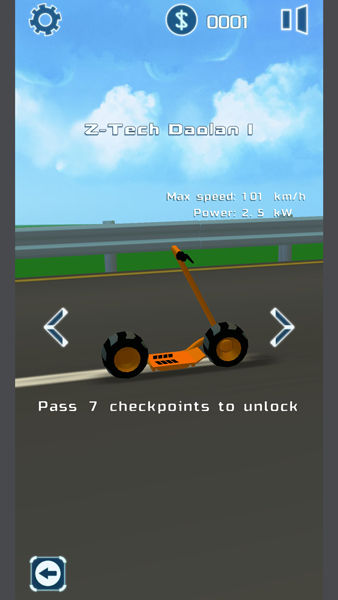 $ 0001
Z-Tech Daolan I
Max speed: 101 km/h
Power: 2.5 kW
Pass 7 checkpoints to unlock